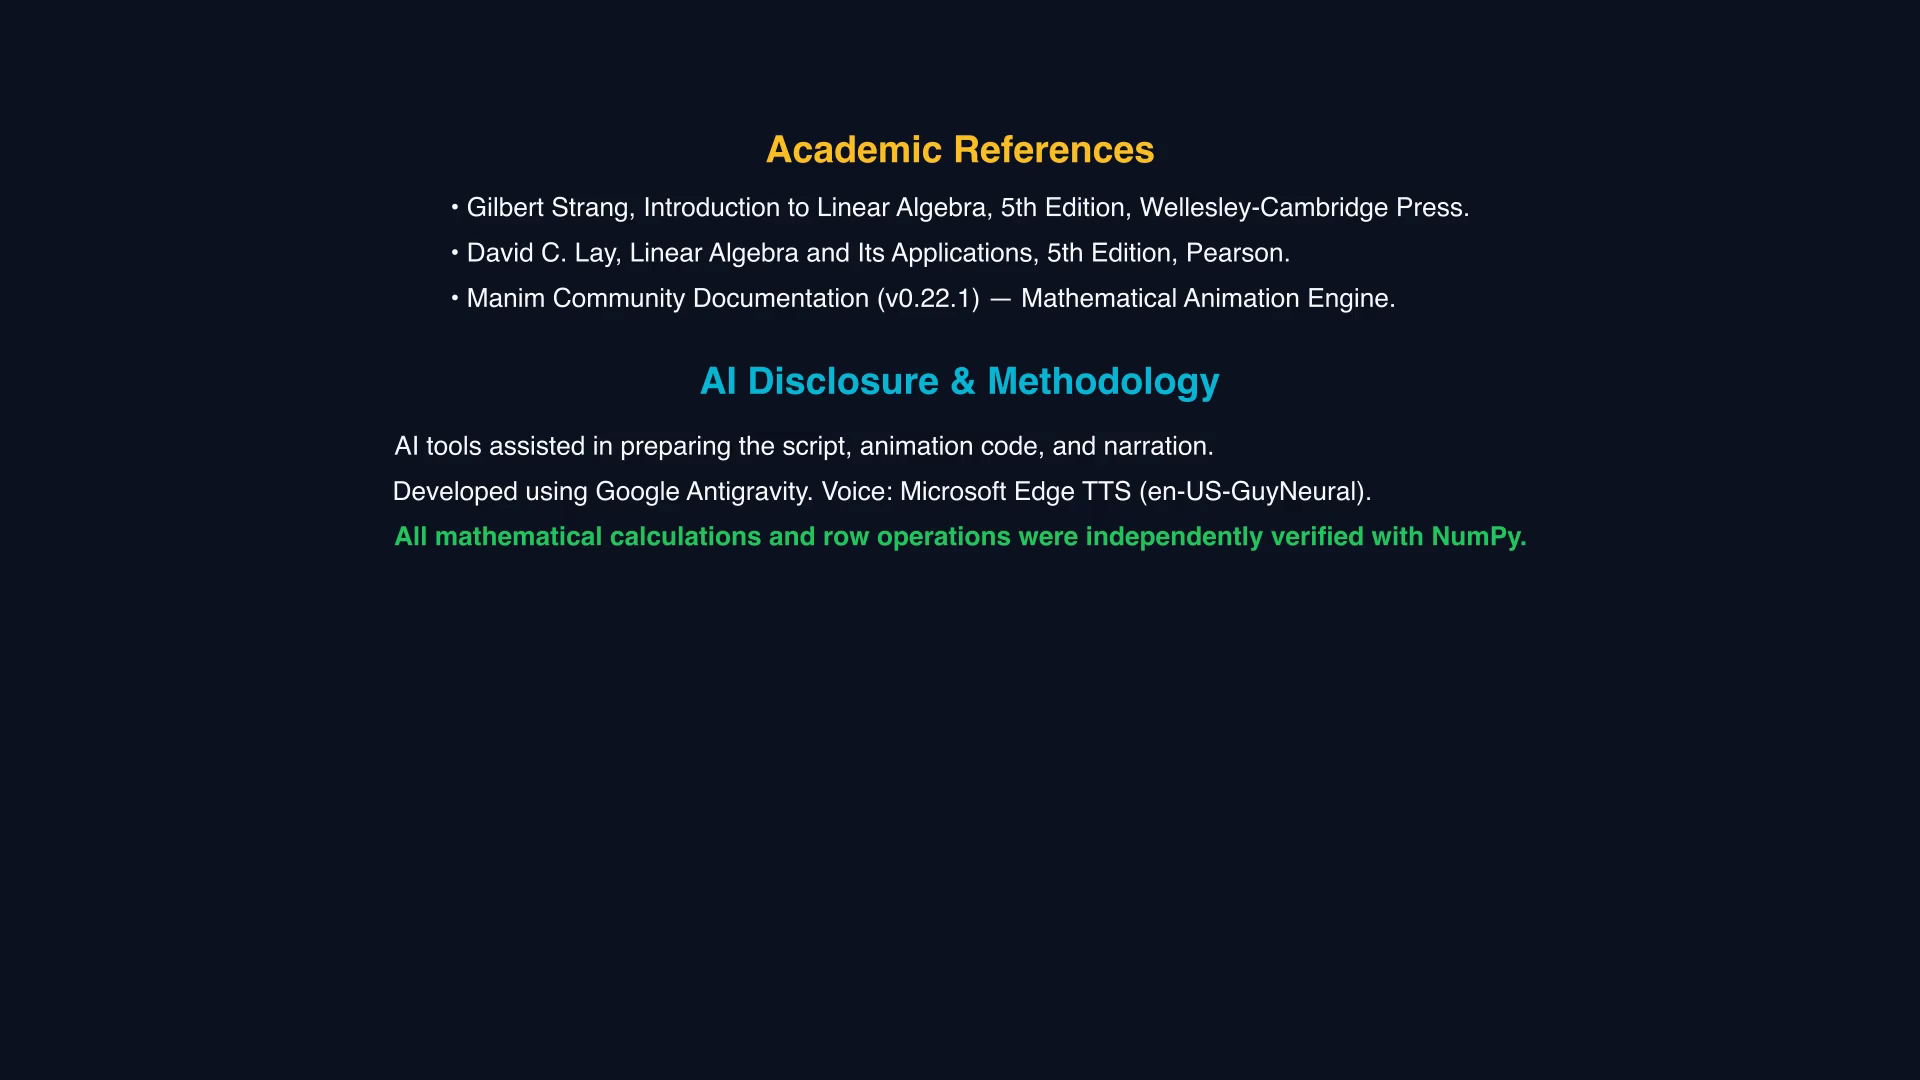 Academic References
• Gilbert Strang, Introduction to Linear Algebra, 5th Edition, Wellesley-Cambridge Press.
• David C. Lay, Linear Algebra and Its Applications, 5th Edition, Pearson.
• Manim Community Documentation (v0.22.1) — Mathematical Animation Engine.
AI Disclosure & Methodology
AI tools assisted in preparing the script, animation code, and narration.
Developed using Google Antigravity. Voice: Microsoft Edge TTS (en-US-GuyNeural).
All mathematical calculations and row operations were independently verified with NumPy.